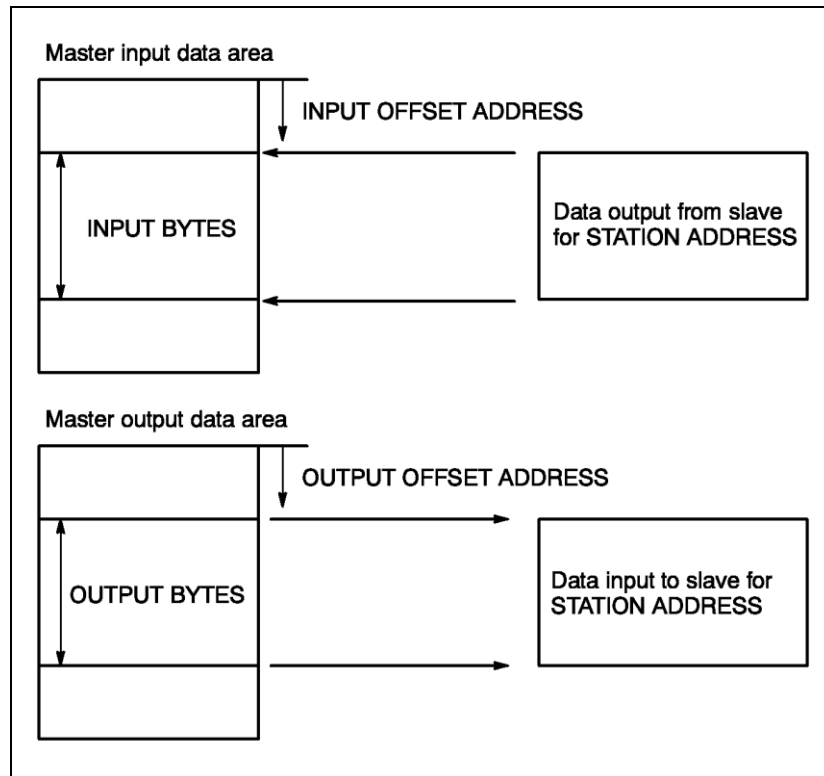 Master input data area
INPUT OFFSET ADDRESS
INPUT BYTES
Data output from slave
for STATION ADDRESS
Master output data area
OUTPUT OFFSET ADDRESS
OUTPUT BYTES
Data input to slave for
STATION ADDRESS